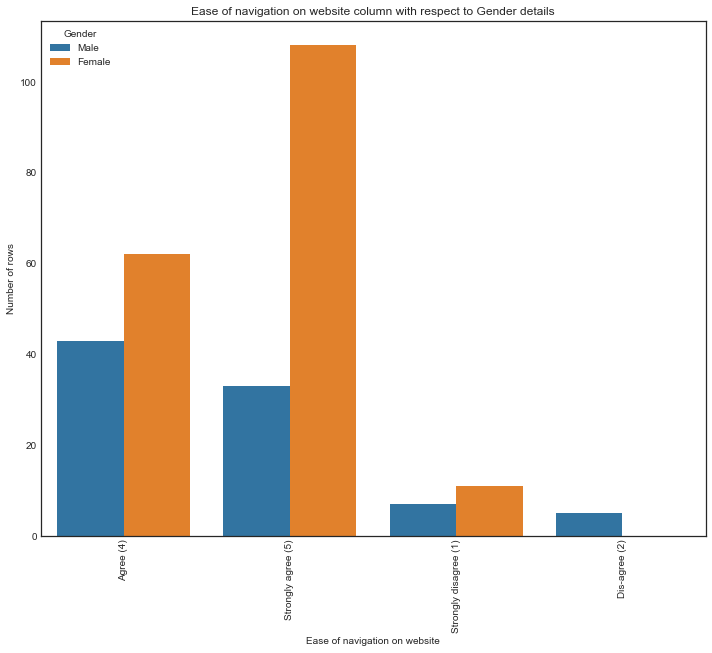 Ease of navigation on website column with respect to Gender details
Gender
Male
Female
100
80
60
40
20
0
Number of rows
Agree (4)
Strongly agree (5)
Strongly disagree (1)
Dis-agree (2)
Ease of navigation on website